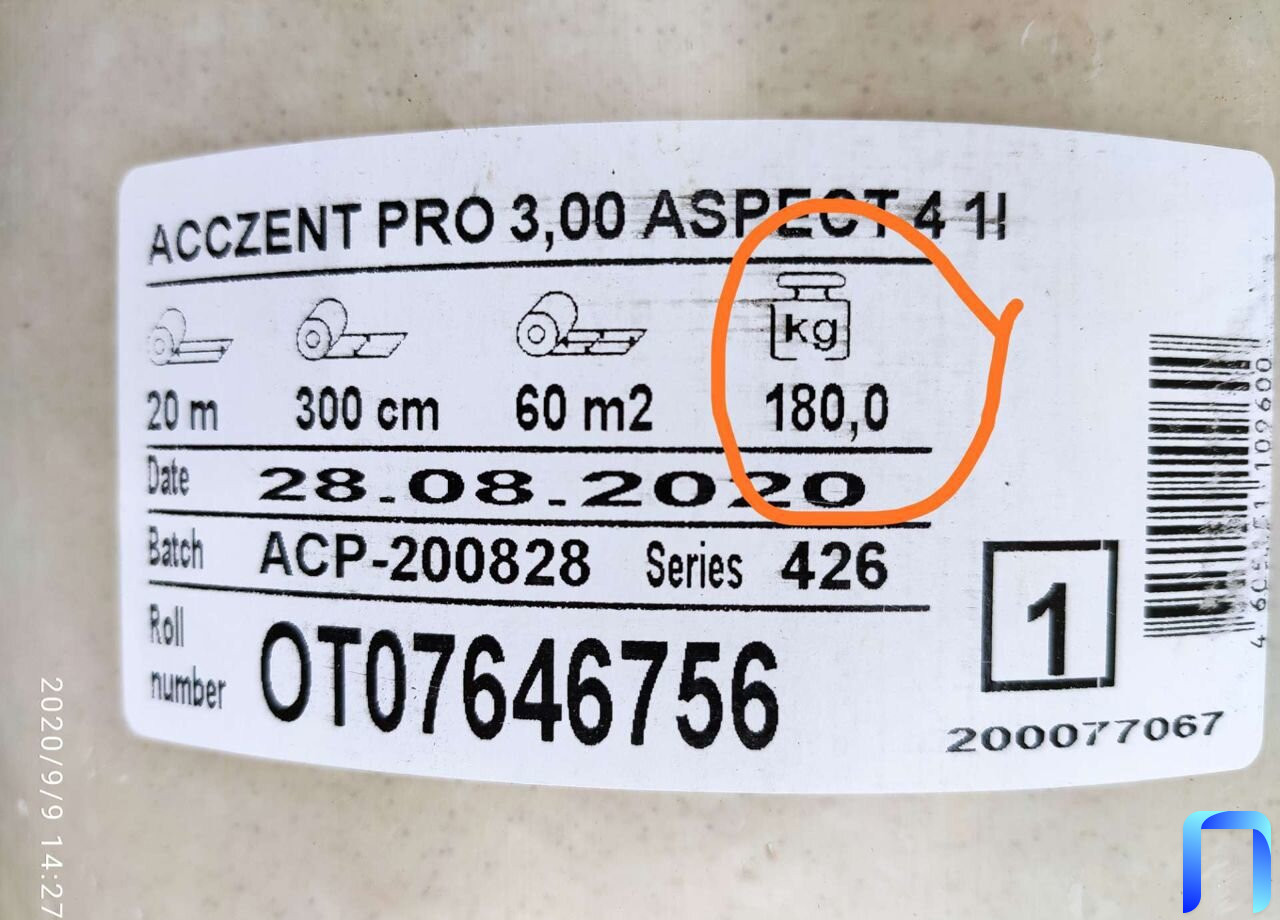 ACCZENT PRO 3,00 ASPECT 4 1
kg
20 m 300 cm 60 m2 180,0
Date 28.08.2020
Batch ACP-200828 Series 426
Roll number OT07646756
1
200077067
2020/9/9 14:27